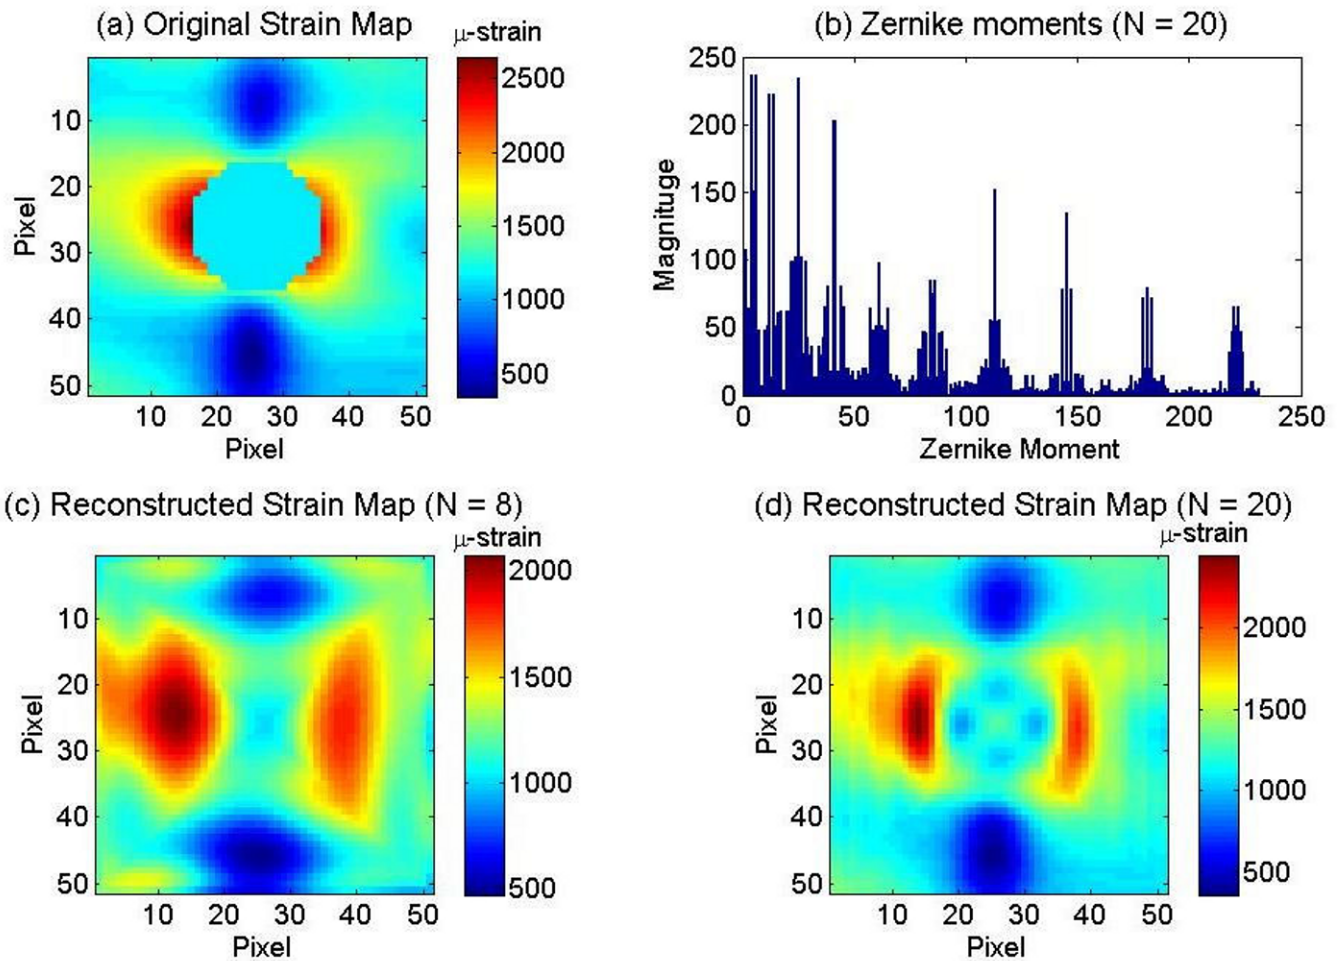 (a) Original Strain Map
μ-strain
2500
2000
1500
1000
500
10
20
30
40
50
Pixel
10 20 30 40 50
Pixel
(b) Zernike moments (N = 20)
250
200
150
100
50
0
Magnituge
0 50 100 150 200 250
Zernike Moment
(c) Reconstructed Strain Map (N = 8)
μ-strain
2000
1500
1000
500
10
20
30
40
50
Pixel
10 20 30 40 50
Pixel
(d) Reconstructed Strain Map (N = 20)
μ-strain
2000
1500
1000
500
10
20
30
40
50
Pixel
10 20 30 40 50
Pixel